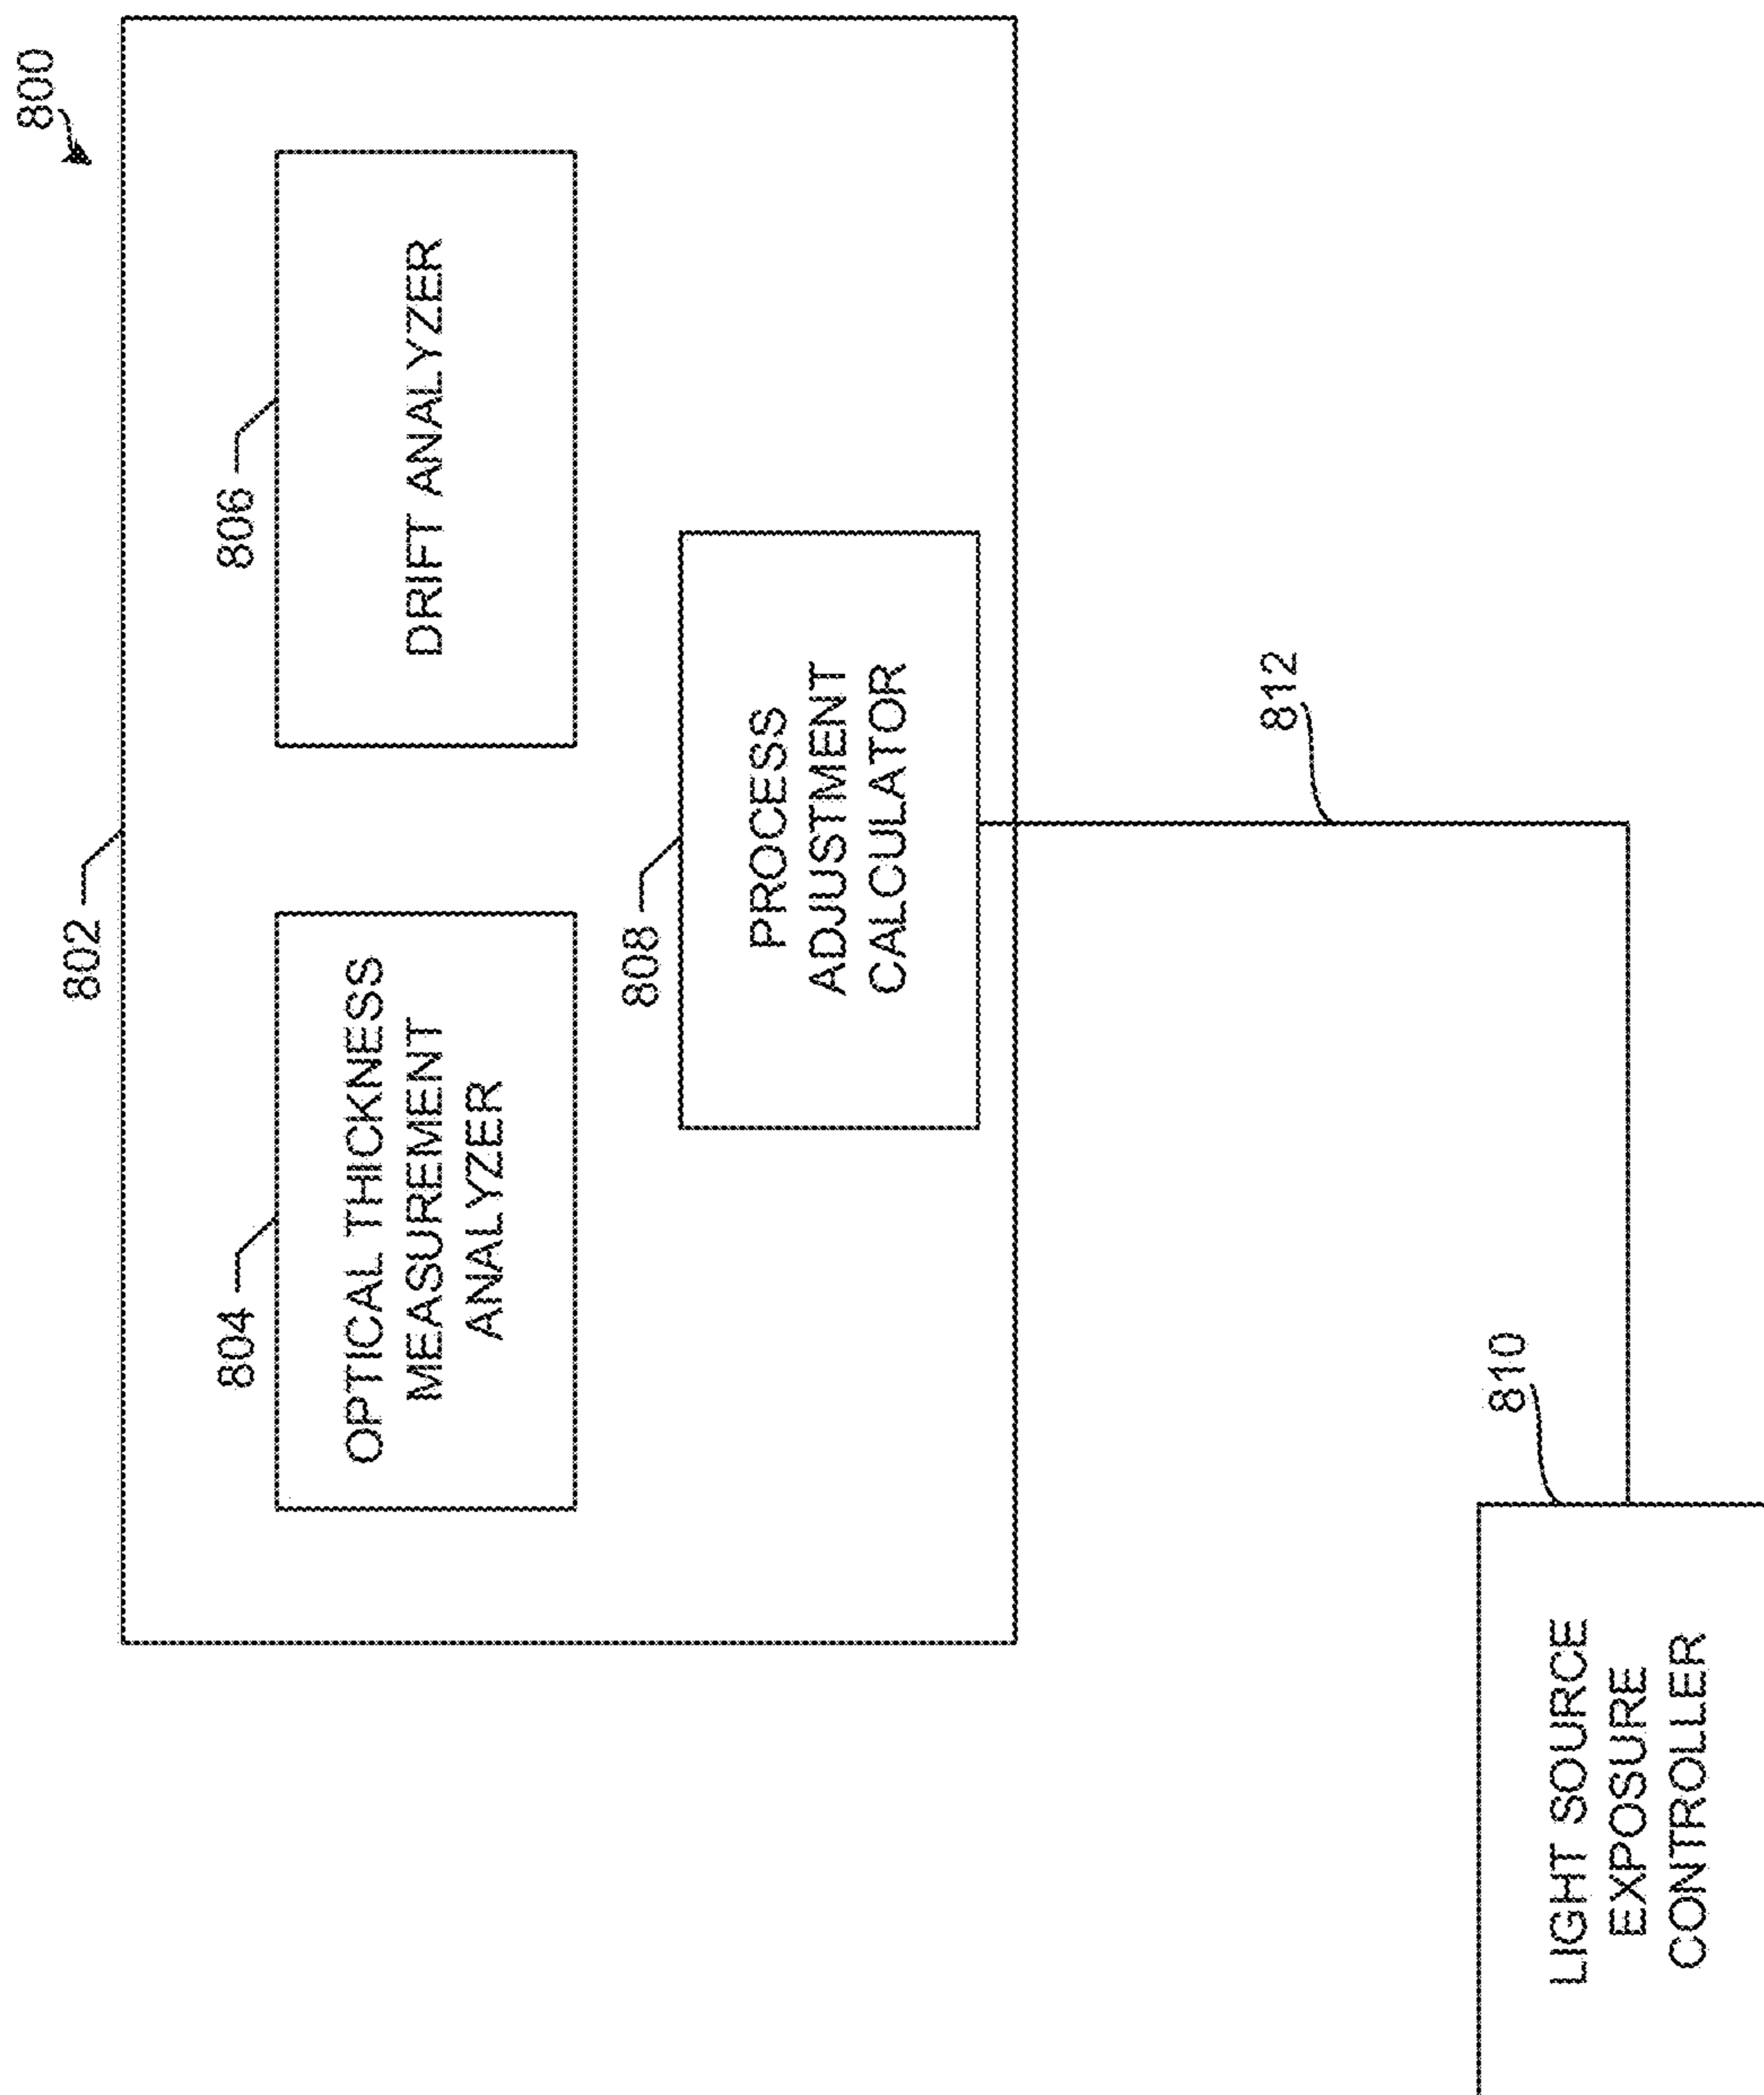 800
802
804
OPTICAL THICKNESS
MEASUREMENT
ANALYZER
806
DRIFT ANALYZER
808
PROCESS
ADJUSTMENT
CALCULATOR
812
810
LIGHT SOURCE
EXPOSURE
CONTROLLER